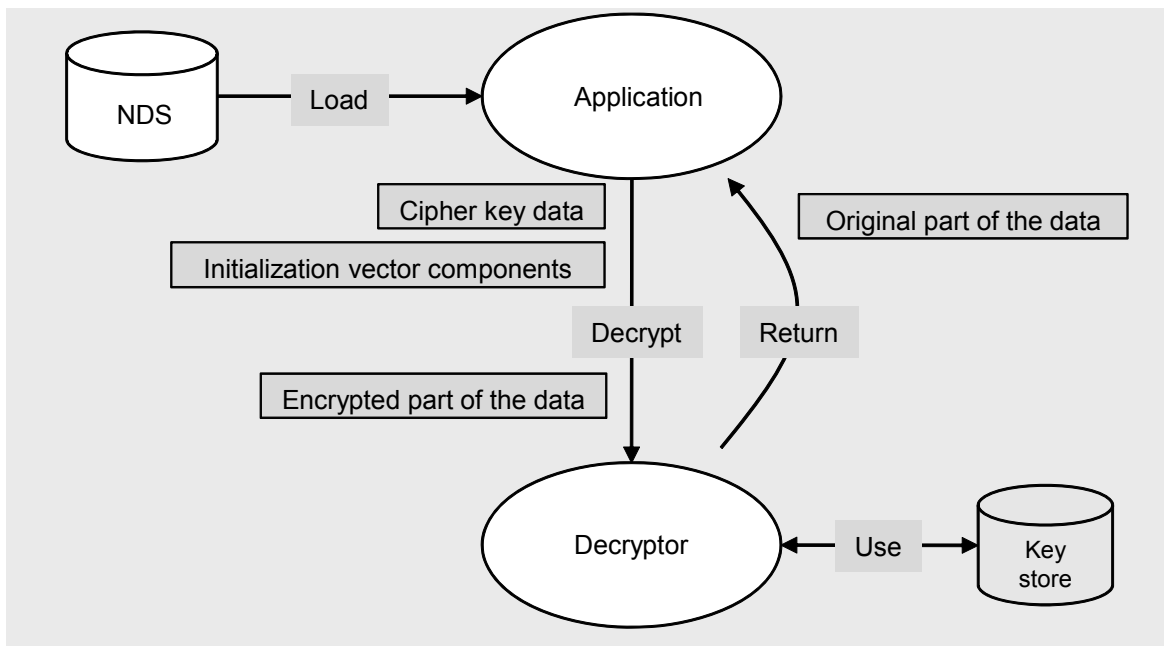 NDS
Load
Application
Cipher key data
Original part of the data
Initialization vector components
Decrypt
Return
Encrypted part of the data
Decryptor
Use
Key
store